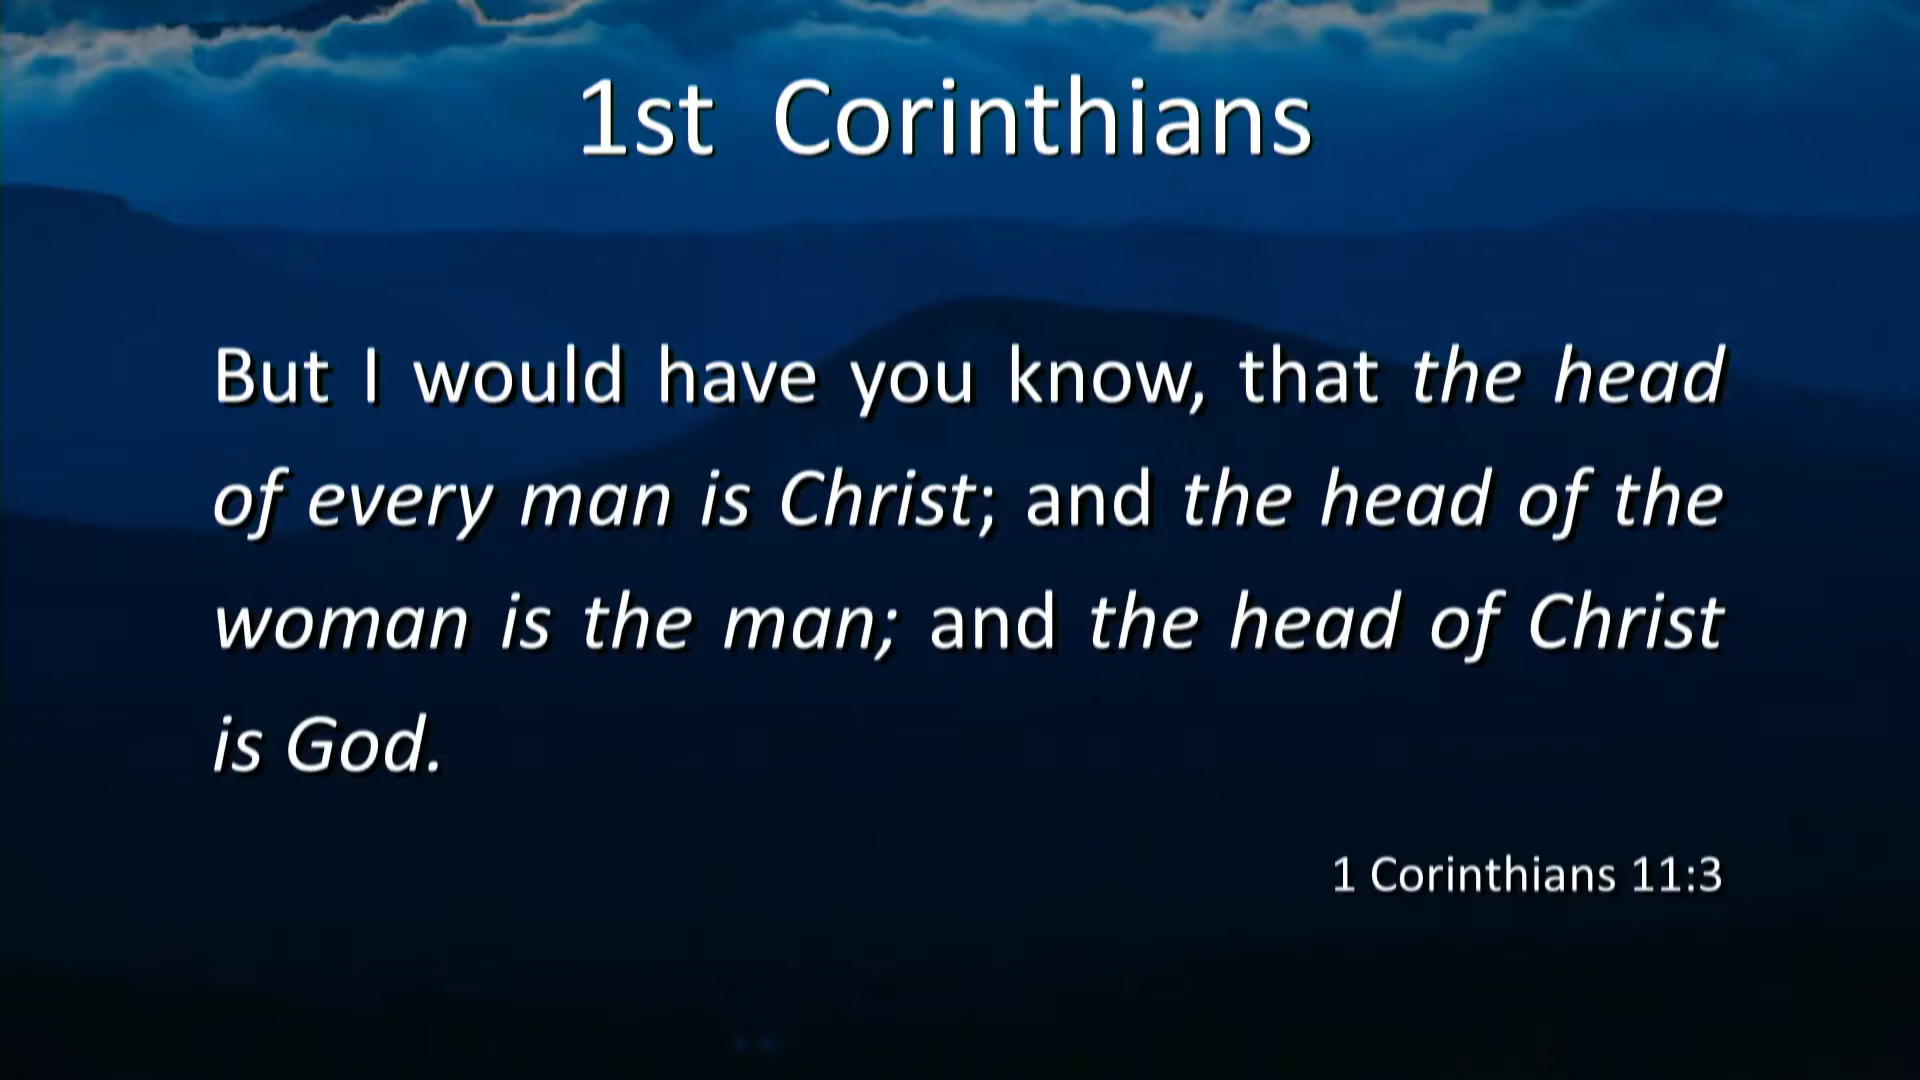 1st Corinthians
But I would have you know, that the head
of every man is Christ; and the head of the
woman is the man; and the head of Christ
is God.
1 Corinthians 11:3